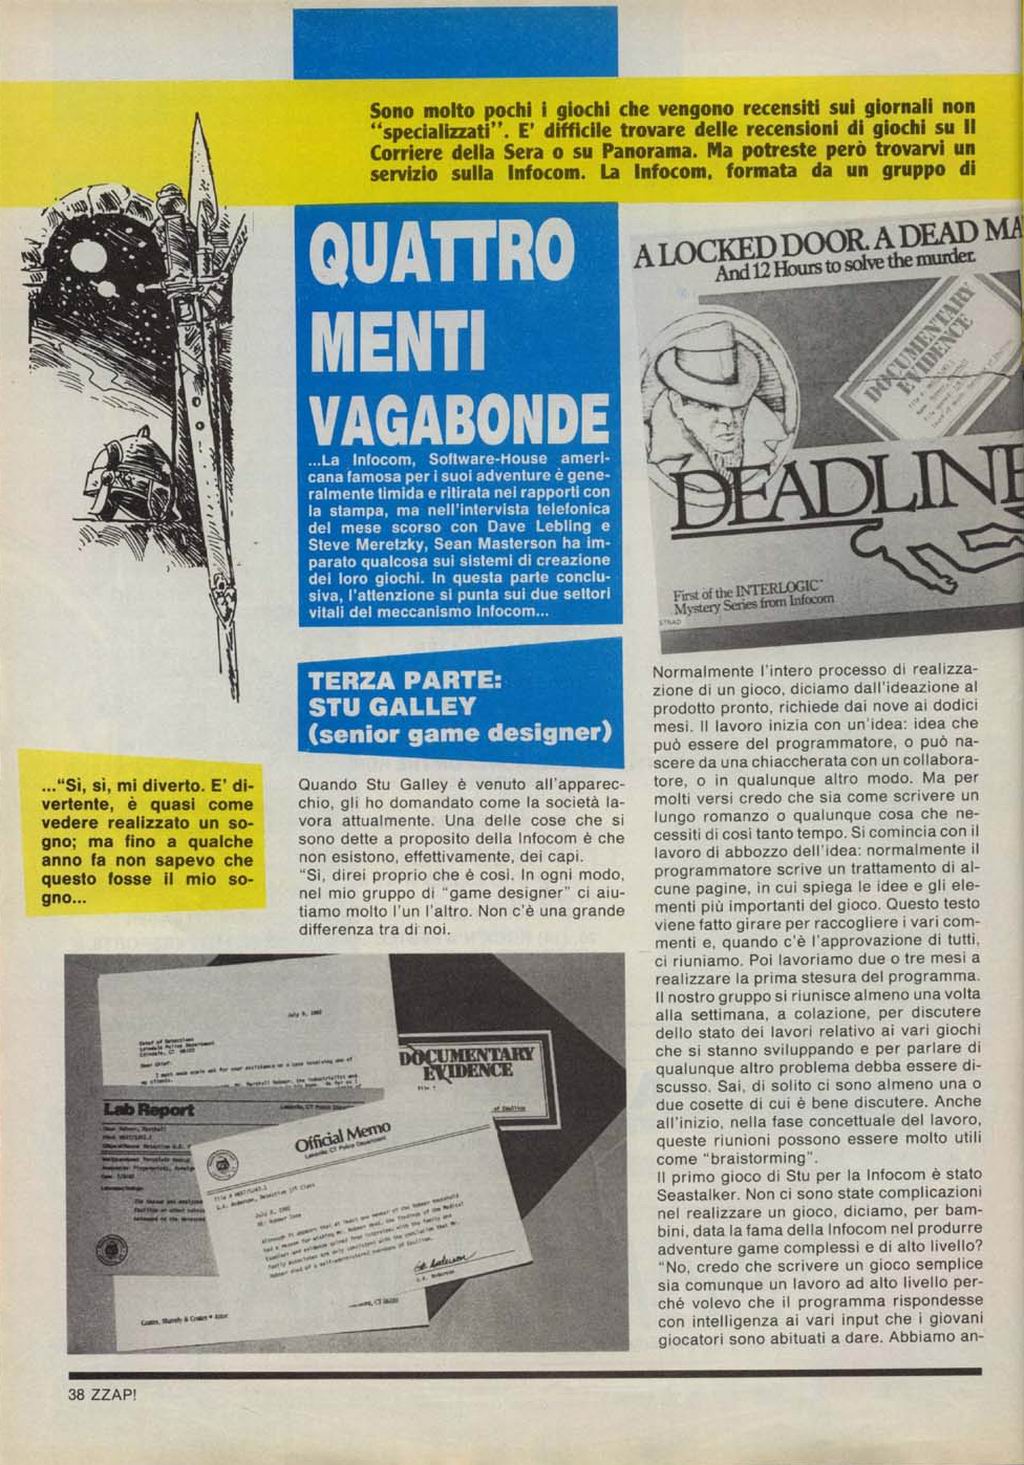 Sono molto pochi i giochi che vengono recensiti sui giornali non
"specializzati". E' difficile trovare delle recensioni di giochi su Il
Corriere della Sera o su Panorama. Ma potreste però trovarvi un
servizio sulla Infocom. La Infocom, formata da un gruppo di
QUATTRO
MENTI
VAGABONDE
...La Infocom, Software-House ameri-
cana famosa per i suoi adventure è gene-
ralmente timida e ritirata nei rapporti con
la stampa, ma nell'intervista telefonica
del mese scorso con Dave Lebling e
Steve Meretzky, Sean Masterson ha im-
parato qualcosa sui sistemi di creazione
dei loro giochi. In questa parte conclu-
siva, l'attenzione si punta sui due settori
vitali del meccanismo Infocom...
A LOCKED DOOR. A DEAD MA
And 12 Hours to solve the murder.
DOCUMENTARY
EVIDENCE
DEADLINE
First of the INTERLOGIC™
Mystery Series from Infocom
TERZA PARTE:
STU GALLEY
(senior game designer)
..."Sì, sì, mi diverto. E' di-
vertente, è quasi come
vedere realizzato un so-
gno; ma fino a qualche
anno fa non sapevo che
questo fosse il mio so-
gno...
Quando Stu Galley è venuto all'apparec-
chio, gli ho domandato come la società la-
vora attualmente. Una delle cose che si
sono dette a proposito della Infocom è che
non esistono, effettivamente, dei capi.
"Sì, direi proprio che è così. In ogni modo,
nel mio gruppo di "game designer" ci aiu-
tiamo molto l'un l'altro. Non c'è una grande
differenza tra di noi.
Normalmente l'intero processo di realizza-
zione di un gioco, diciamo dall'ideazione al
prodotto pronto, richiede dai nove ai dodici
mesi. Il lavoro inizia con un'idea: idea che
può essere del programmatore, o può na-
scere da una chiaccherata con un collabora-
tore, o in qualunque altro modo. Ma per
molti versi credo che sia come scrivere un
lungo romanzo o qualunque cosa che ne-
cessiti di così tanto tempo. Si comincia con il
lavoro di abbozzo dell'idea: normalmente il
programmatore scrive un trattamento di al-
cune pagine, in cui spiega le idee e gli ele-
menti più importanti del gioco. Questo testo
viene fatto girare per raccogliere i vari com-
menti e, quando c'è l'approvazione di tutti,
ci riuniamo. Poi lavoriamo due o tre mesi a
realizzare la prima stesura del programma.
Il nostro gruppo si riunisce almeno una volta
alla settimana, a colazione, per discutere
dello stato dei lavori relativo ai vari giochi
che si stanno sviluppando e per parlare di
qualunque altro problema debba essere di-
scusso. Sai, di solito ci sono almeno una o
due cosette di cui è bene discutere. Anche
all'inizio, nella fase concettuale del lavoro,
queste riunioni possono essere molto utili
come "braistorming".
Il primo gioco di Stu per la Infocom è stato
Seastalker. Non ci sono state complicazioni
nel realizzare un gioco, diciamo, per bam-
bini, data la fama della Infocom nel produrre
adventure game complessi e di alto livello?
"No, credo che scrivere un gioco semplice
sia comunque un lavoro ad alto livello per-
ché volevo che il programma rispondesse
con intelligenza ai vari input che i giovani
giocatori sono abituati a dare. Abbiamo an-
July 9, 1982
Chief of Detectives
Dear Chief
DOCUMENTARY
EVIDENCE
Lab Report
Official Memo
Lakeville, CT Police Department
July 8, 1982
Coates, Shavely & Coates • Attor
38 ZZAP!